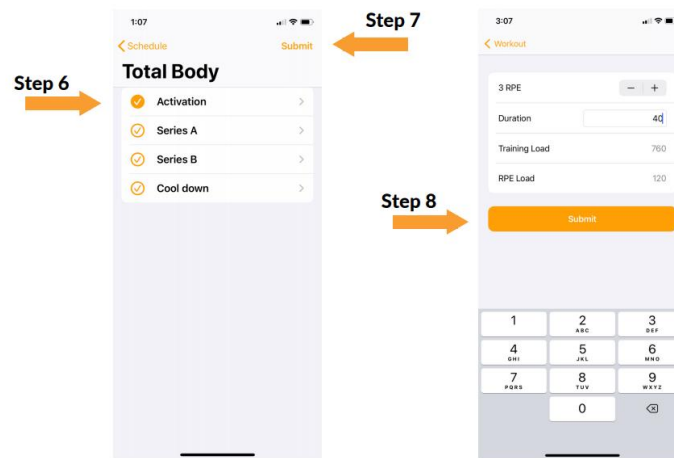 Step 7
Step 6
1:07
Schedule
Submit
Total Body
Activation
Series A
Series B
Cool down
Step 8
3:07
Workout
3 RPE
− +
Duration
40
Training Load
760
RPE Load
120
Submit
1
2
ABC
3
DEF
4
GHI
5
JKL
6
MNO
7
PQRS
8
TUV
9
WXYZ
0